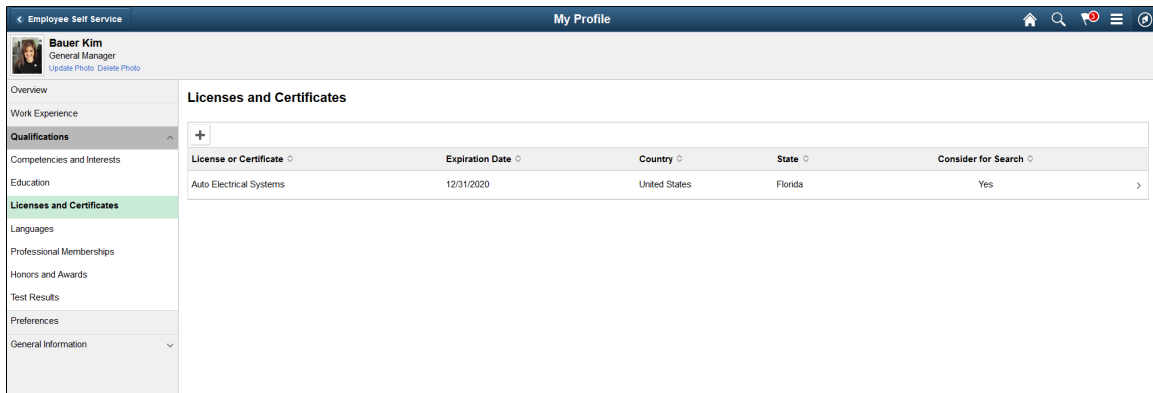 Employee Self Service
My Profile
3
Bauer Kim
General Manager
Update Photo Delete Photo
Overview
Work Experience
Qualifications
Competencies and Interests
Education
Licenses and Certificates
Languages
Professional Memberships
Honors and Awards
Test Results
Preferences
General Information
Licenses and Certificates
+
License or Certificate Expiration Date Country State Consider for Search
Auto Electrical Systems 12/31/2020 United States Florida Yes